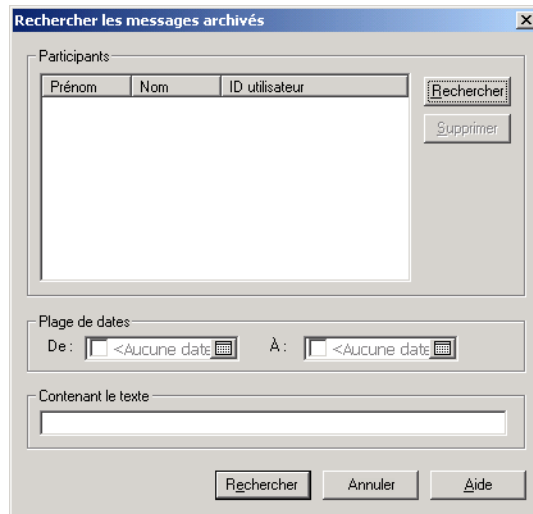 Rechercher les messages archivés
Participants
Prénom Nom ID utilisateur
Rechercher
Supprimer
Plage de dates
De : <Aucune date À : <Aucune date
Contenant le texte
Rechercher Annuler Aide